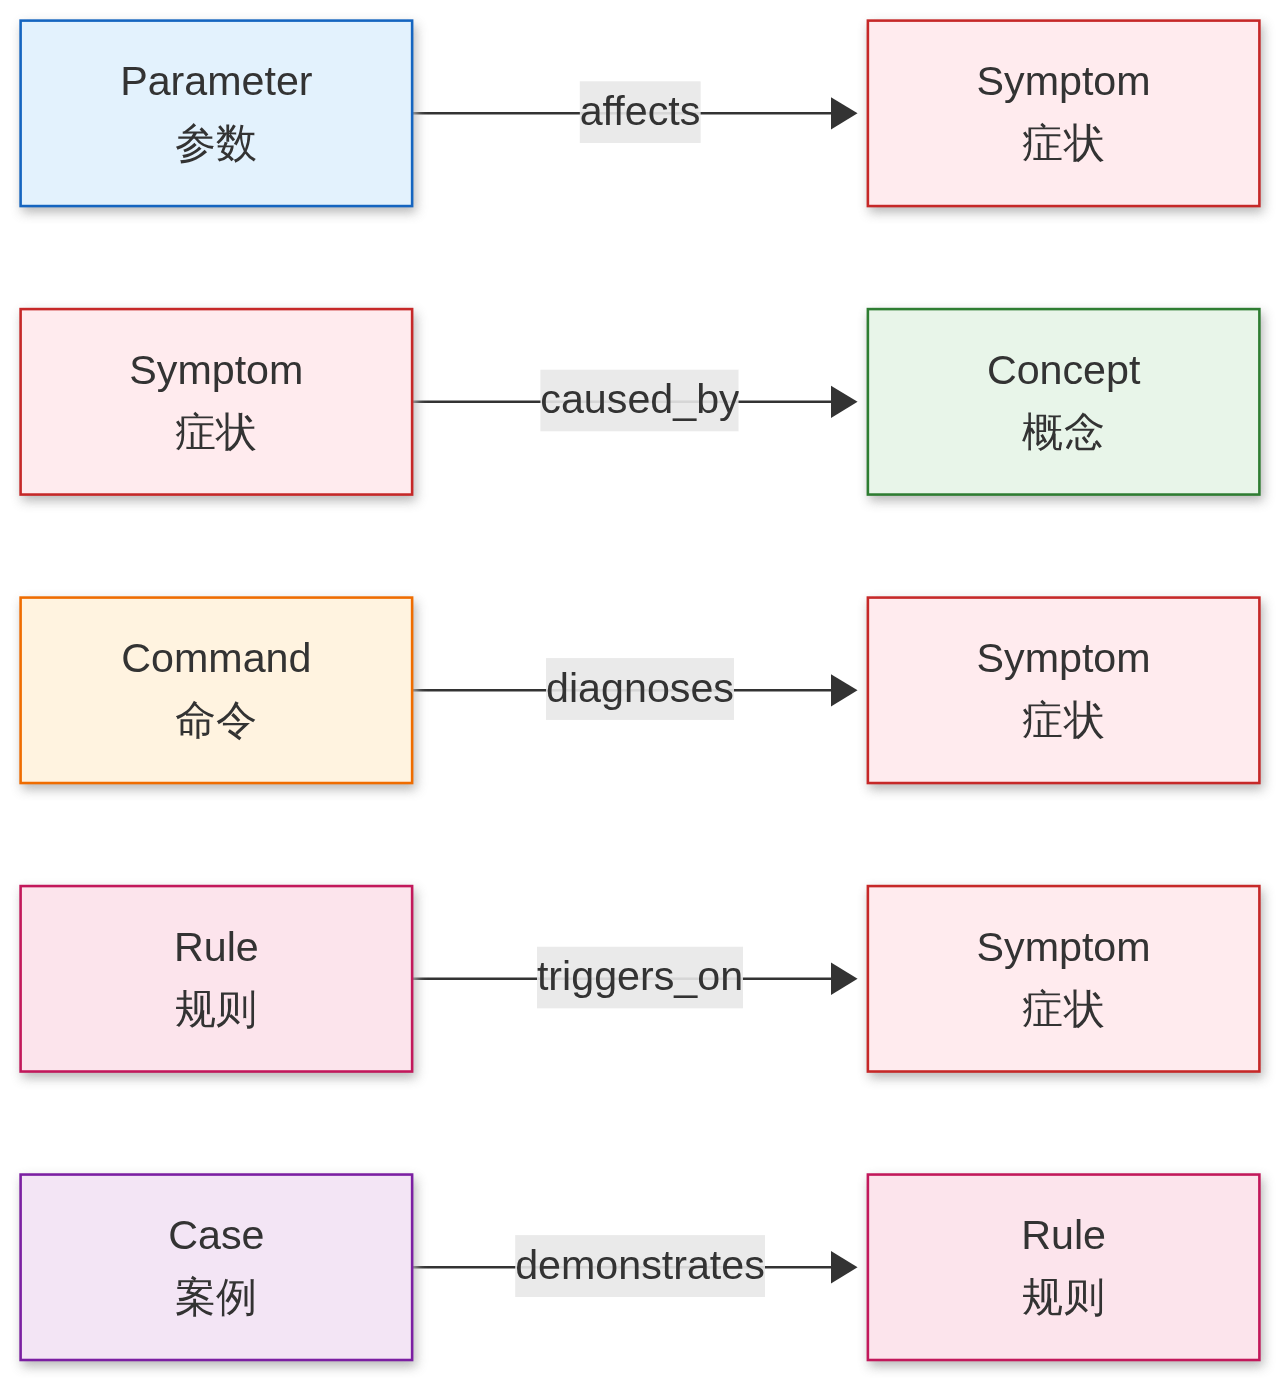 Parameter
参数
affects
Symptom
症状
Symptom
症状
caused_by
Concept
概念
Command
命令
diagnoses
Symptom
症状
Rule
规则
triggers_on
Symptom
症状
Case
案例
demonstrates
Rule
规则